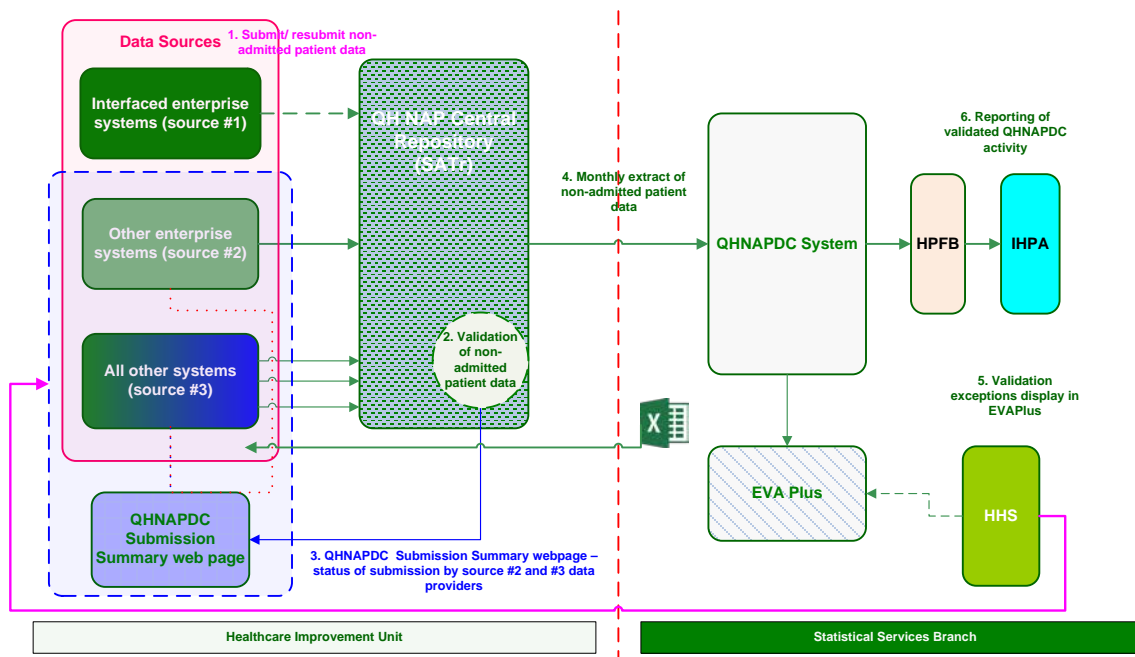 Data Sources
1. Submit/ resubmit non-
admitted patient data
Interfaced enterprise
systems (source #1)
QH NAP Central
Repository
(SATr)
Other enterprise
systems (source #2)
All other systems
(source #3)
2. Validation
of non-
admitted
patient data
QHNAPDC
Submission
Summary web page
3. QHNAPDC  Submission Summary webpage –
status of submission by source #2 and #3 data
providers
4. Monthly extract of
non-admitted patient
data
QHNAPDC System
6. Reporting of
validated QHNAPDC
activity
HPFB
IHPA
5. Validation
exceptions display in
EVAPlus
X
EVA Plus
HHS
Healthcare Improvement Unit
Statistical Services Branch